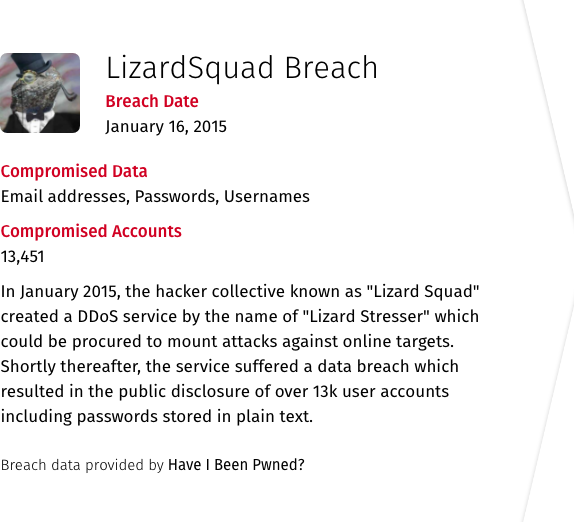 LizardSquad Breach
Breach Date
January 16, 2015
Compromised Data
Email addresses, Passwords, Usernames
Compromised Accounts
13,451
In January 2015, the hacker collective known as "Lizard Squad"
created a DDoS service by the name of "Lizard Stresser" which
could be procured to mount attacks against online targets.
Shortly thereafter, the service suffered a data breach which
resulted in the public disclosure of over 13k user accounts
including passwords stored in plain text.
Breach data provided by Have I Been Pwned?